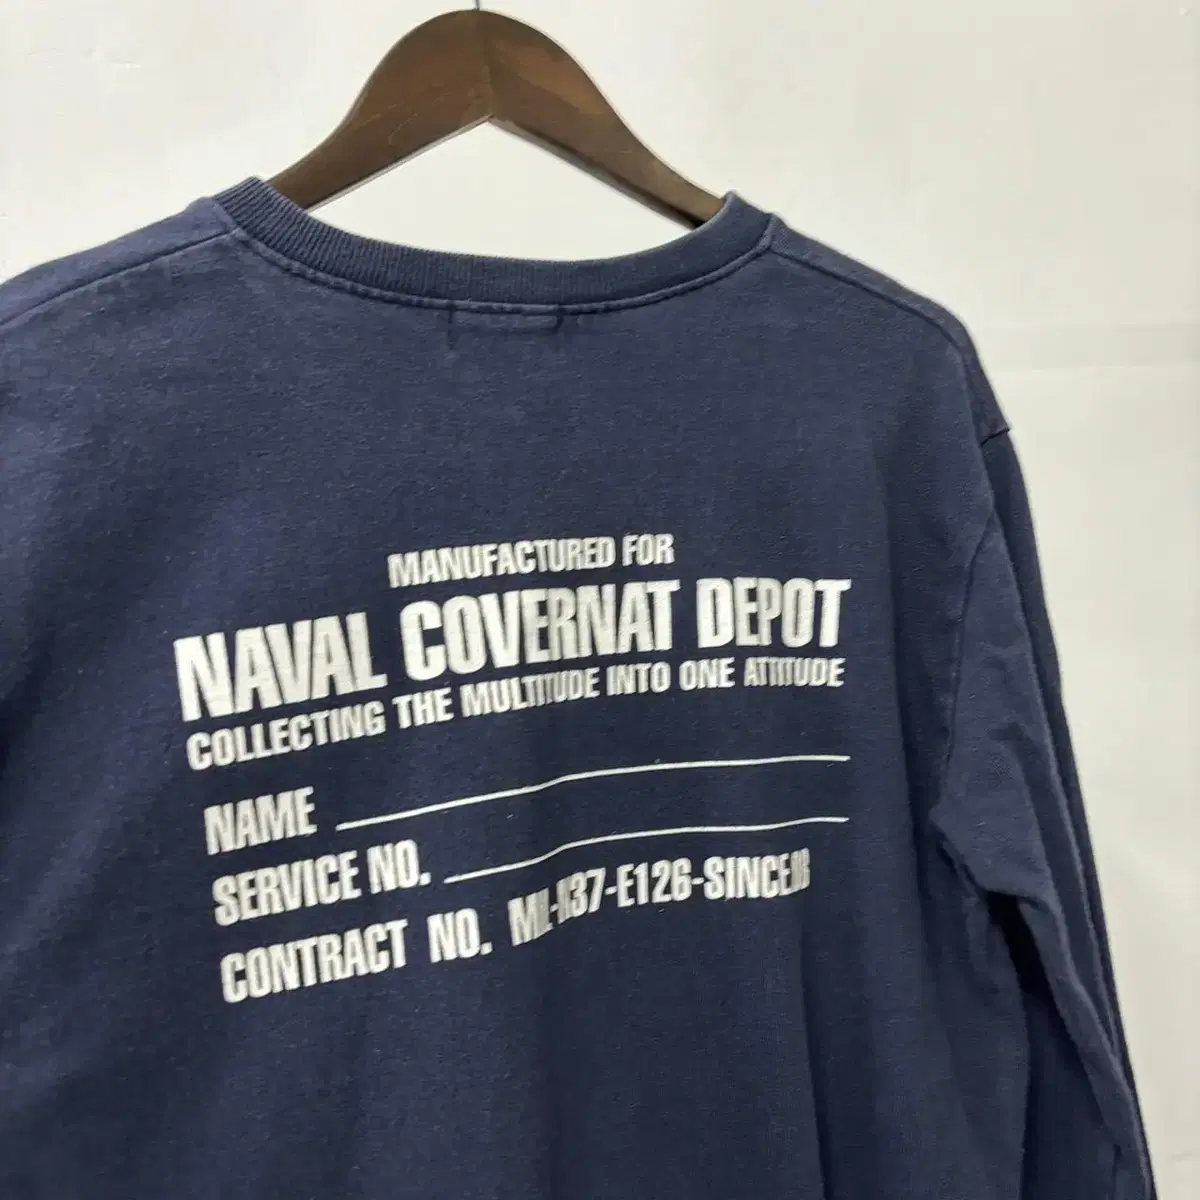 MANUFACTURED FOR
NAVAL COVERNAT DEPOT
COLLECTING THE MULTITUDE INTO ONE ATTITUDE
NAME
SERVICE NO.
CONTRACT NO.